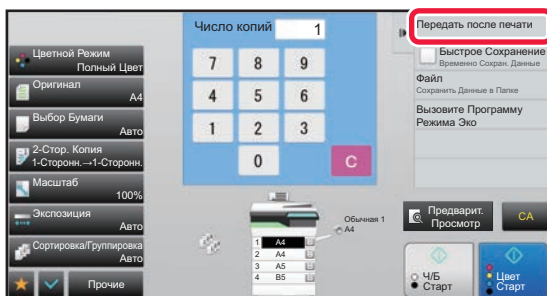 Число копий
1
Передать после печати
Цветной Режим
Полный Цвет
Быстрое Сохранение
Временно Сохран. Данные
Оригинал
A4
Файл
Сохранить Данные в Папке
Выбор Бумаги
Авто
Вызовите Программу
Режима Эко
2-Стор. Копия
1-Сторонн.→1-Сторонн.
Масштаб
100%
Экспозиция
Авто
Сортировка/Группировка
Авто
Прочие
7 8 9
4 5 6
1 2 3
0 C
Обычная 1
A4
1 A4
2 A4
3 A5
4 B5
Предварит.
Просмотр
CA
Ч/Б
Старт
Цвет
Старт